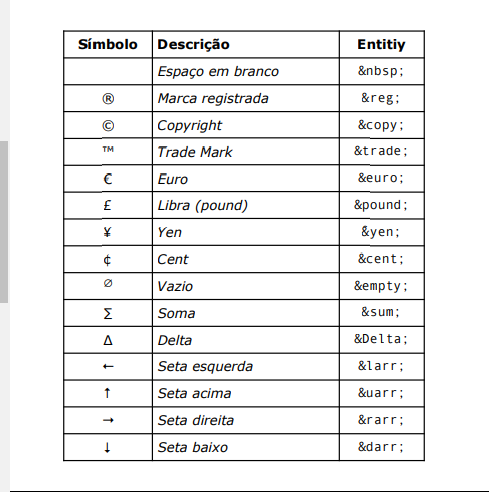 Símbolo Descrição Entitiy
Espaço em branco &nbsp;
® Marca registrada &reg;
© Copyright &copy;
™ Trade Mark &trade;
€ Euro &euro;
£ Libra (pound) &pound;
¥ Yen &yen;
¢ Cent &cent;
∅ Vazio &empty;
Σ Soma &sum;
Δ Delta &Delta;
← Seta esquerda &larr;
↑ Seta acima &uarr;
→ Seta direita &rarr;
↓ Seta baixo &darr;